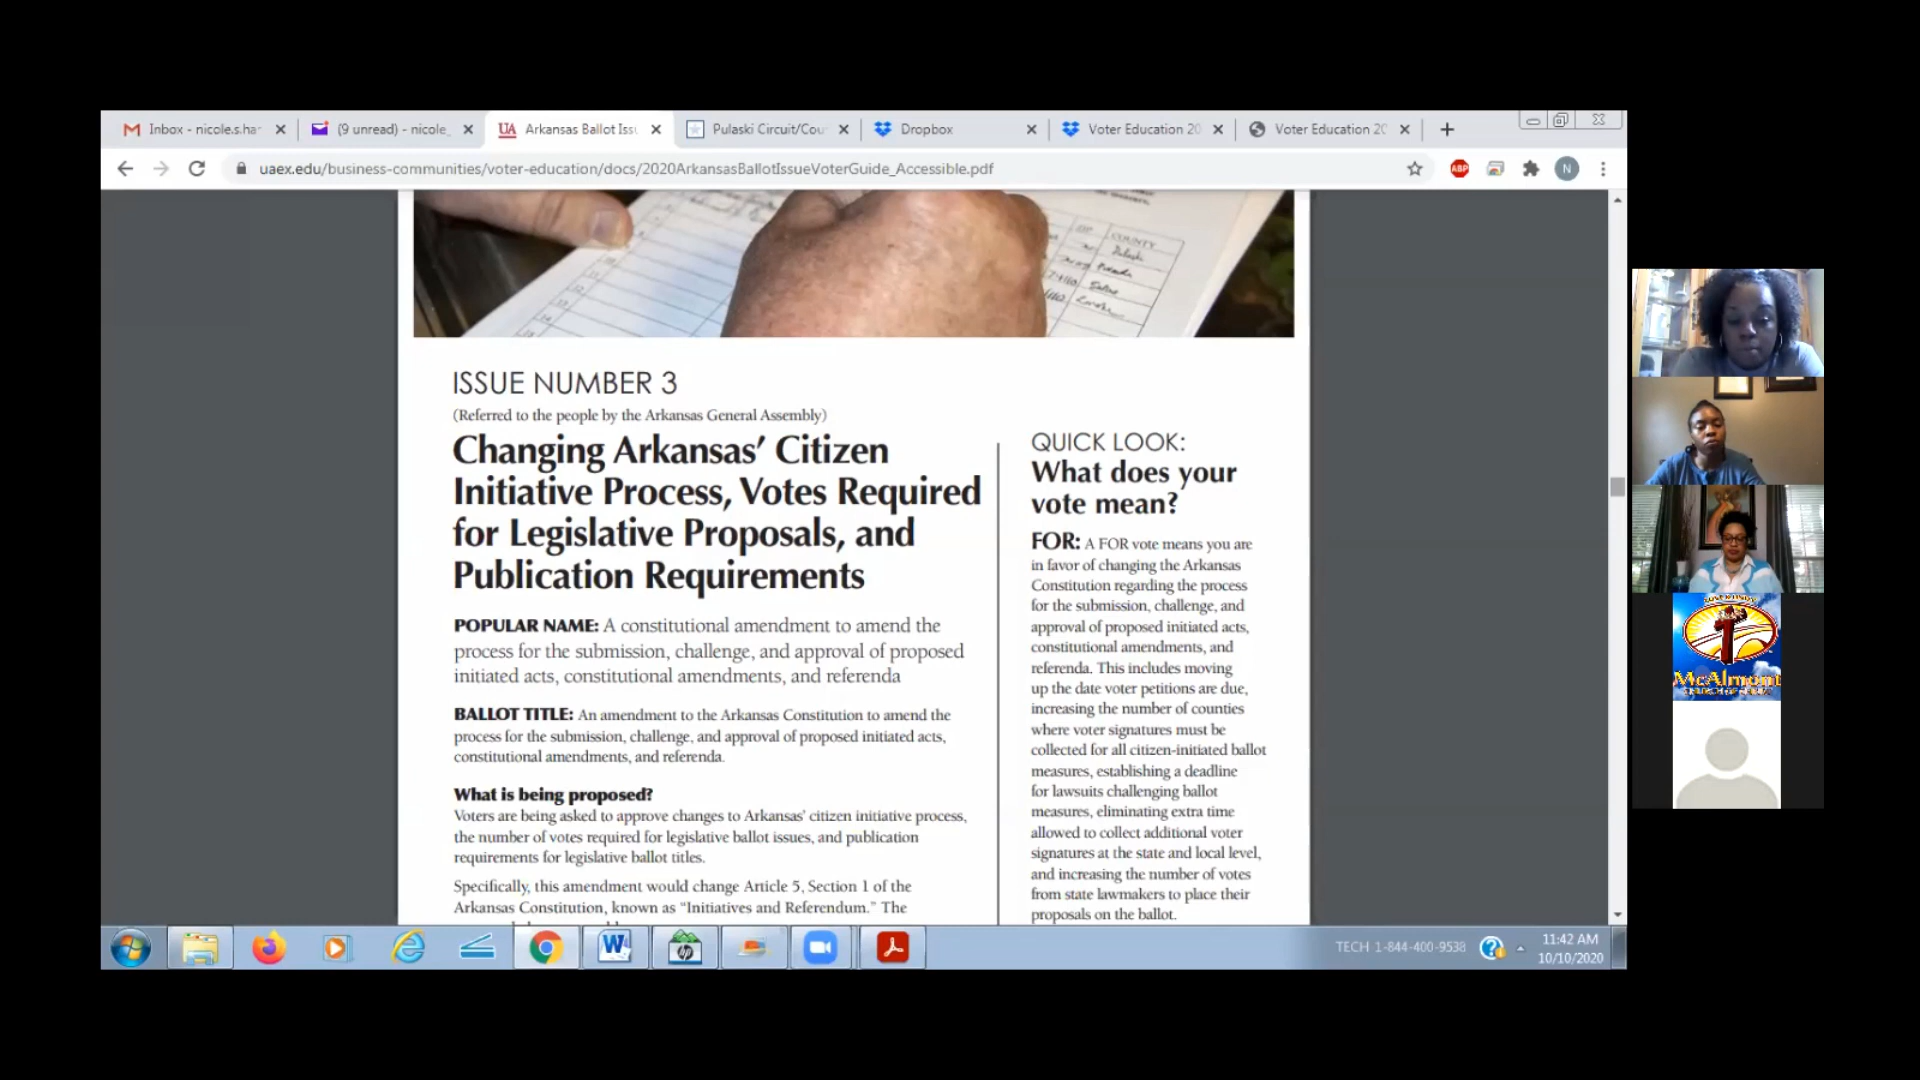 Inbox - nicole.s.har
(9 unread) - nicole_
UA Arkansas Ballot Issu
Pulaski Circuit/Cou
Dropbox
Voter Education 20
Voter Education 20
uaex.edu/business-communities/voter-education/docs/2020ArkansasBallotIssueVoterGuide_Accessible.pdf
ABP
N
COUNTY
ISSUE NUMBER 3
(Referred to the people by the Arkansas General Assembly)
Changing Arkansas' Citizen
Initiative Process, Votes Required
for Legislative Proposals, and
Publication Requirements
POPULAR NAME: A constitutional amendment to amend the
process for the submission, challenge, and approval of proposed
initiated acts, constitutional amendments, and referenda
BALLOT TITLE: An amendment to the Arkansas Constitution to amend the
process for the submission, challenge, and approval of proposed initiated acts,
constitutional amendments, and referenda.
What is being proposed?
Voters are being asked to approve changes to Arkansas' citizen initiative process,
the number of votes required for legislative ballot issues, and publication
requirements for legislative ballot titles.
Specifically, this amendment would change Article 5, Section 1 of the
Arkansas Constitution, known as “Initiatives and Referendum.” The
QUICK LOOK:
What does your
vote mean?
FOR: A FOR vote means you are
in favor of changing the Arkansas
Constitution regarding the process
for the submission, challenge, and
approval of proposed initiated acts,
constitutional amendments, and
referenda. This includes moving
up the date voter petitions are due,
increasing the number of counties
where voter signatures must be
collected for all citizen-initiated ballot
measures, establishing a deadline
for lawsuits challenging ballot
measures, eliminating extra time
allowed to collect additional voter
signatures at the state and local level,
and increasing the number of votes
from state lawmakers to place their
proposals on the ballot.
McAlmont
TECH 1-844-400-9538
11:42 AM
10/10/2020